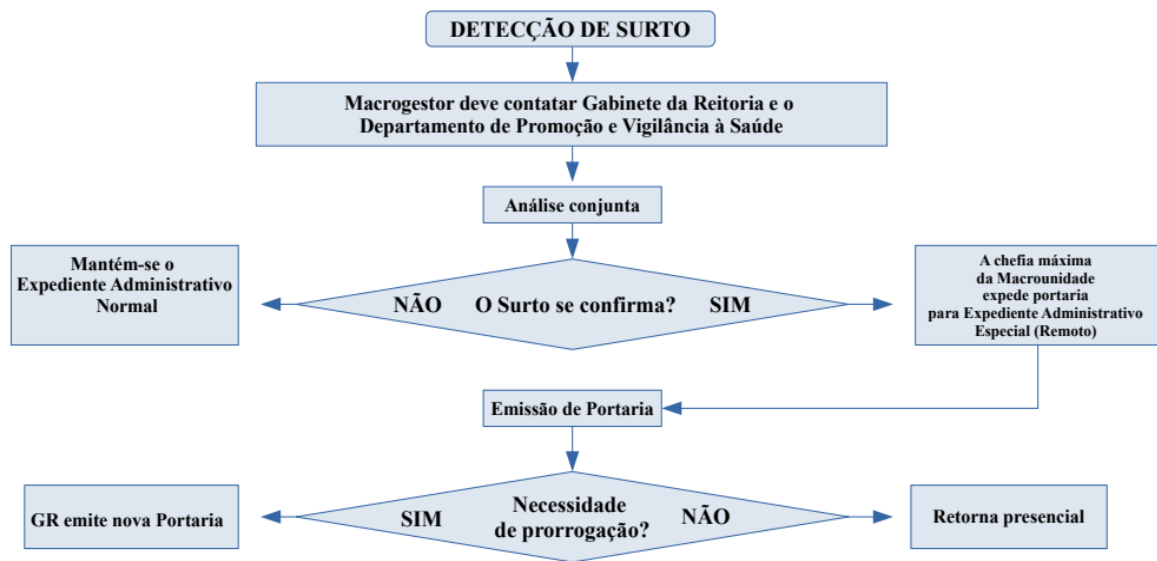 DETECÇÃO DE SURTO
Macrogestor deve contatar Gabinete da Reitoria e o
Departamento de Promoção e Vigilância à Saúde
Análise conjunta
Mantém-se o
Expediente Administrativo
Normal
NÃO
O Surto se confirma?
SIM
A chefia máxima
da Macrounidade
expede portaria
para Expediente Administrativo
Especial (Remoto)
Emissão de Portaria
GR emite nova Portaria
SIM
Necessidade
de prorrogação?
NÃO
Retorna presencial